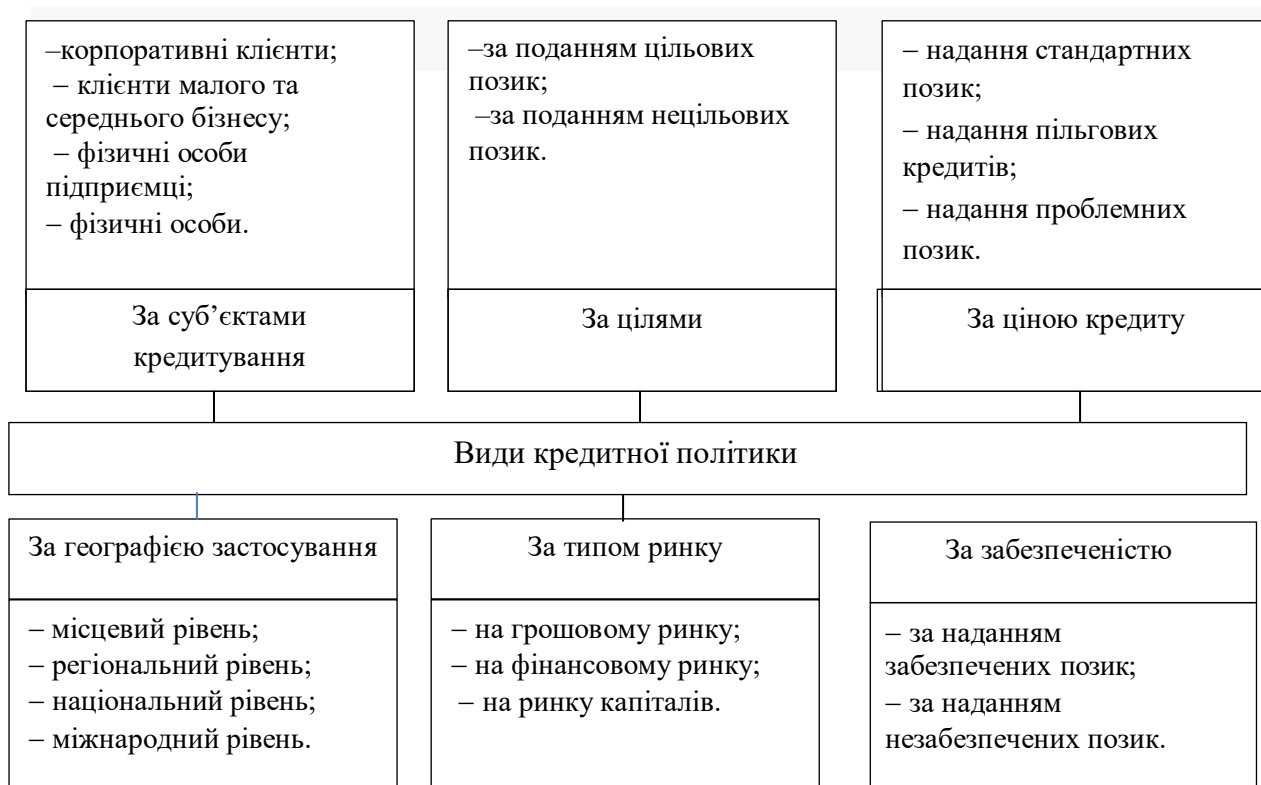 –корпоративні клієнти;
– клієнти малого та
середнього бізнесу;
– фізичні особи
підприємці;
– фізичні особи.
За суб’єктами
кредитування
–за поданням цільових
позик;
–за поданням нецільових
позик.
За цілями
– надання стандартних
позик;
– надання пільгових
кредитів;
– надання проблемних
позик.
За ціною кредиту
Види кредитної політики
За географією застосування
– місцевий рівень;
– регіональний рівень;
– національний рівень;
– міжнародний рівень.
За типом ринку
– на грошовому ринку;
– на фінансовому ринку;
– на ринку капіталів.
За забезпеченістю
– за наданням
забезпечених позик;
– за наданням
незабезпечених позик.